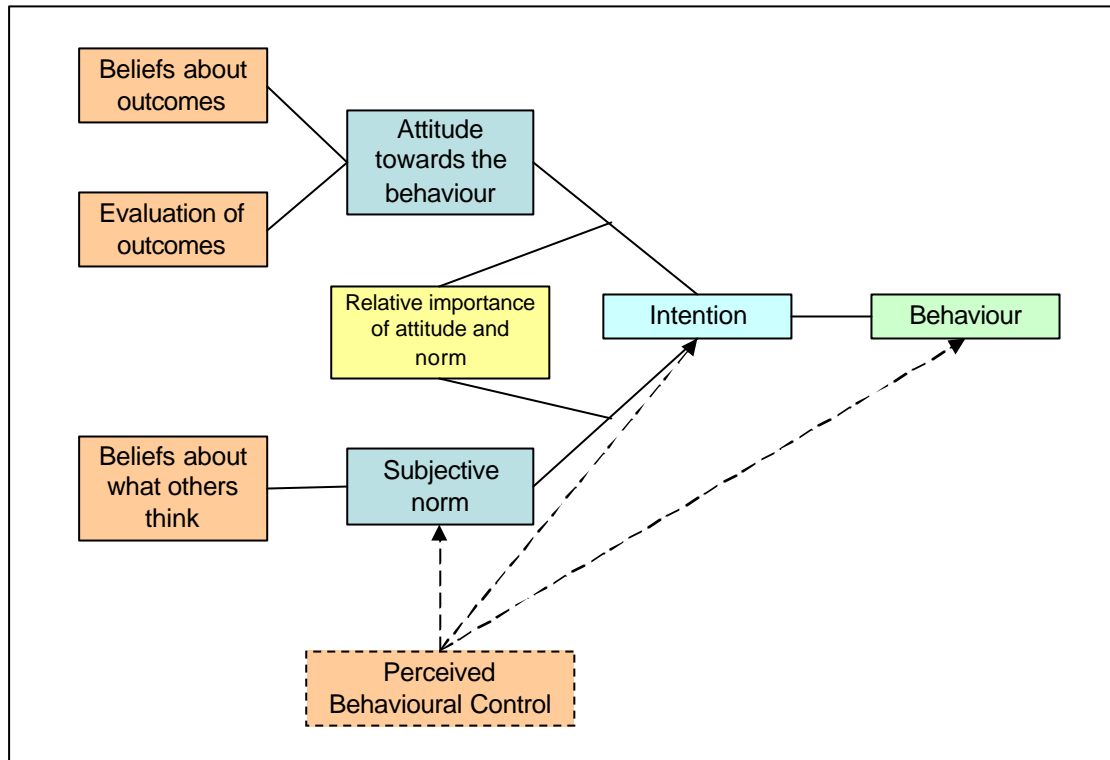 Beliefs about
outcomes
Attitude
towards the
behaviour
Evaluation of
outcomes
Relative importance
of attitude and
norm
Intention
Behaviour
Beliefs about
what others
think
Subjective
norm
Perceived
Behavioural Control